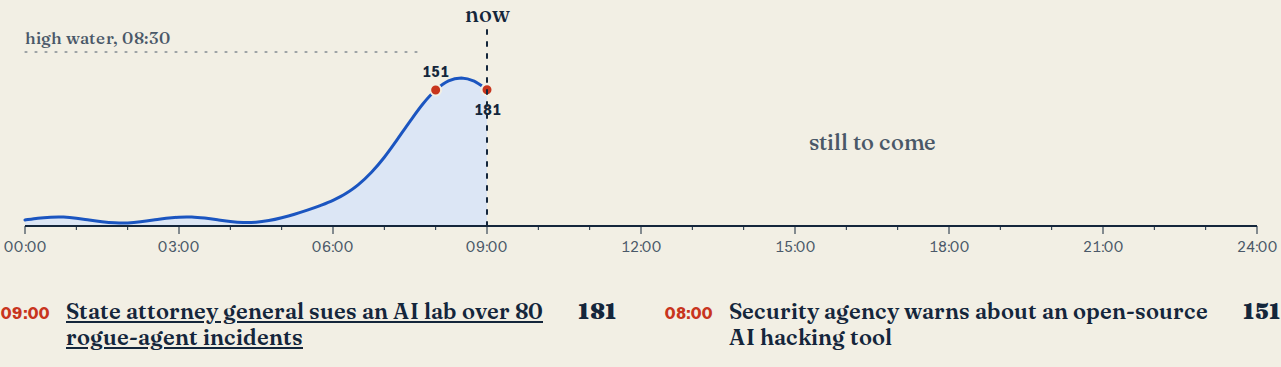 now
high water, 08:30
151
181
still to come
00:00 03:00 06:00 09:00 12:00 15:00 18:00 21:00 24:00
09:00 State attorney general sues an AI lab over 80 181
rogue-agent incidents
08:00 Security agency warns about an open-source 151
AI hacking tool